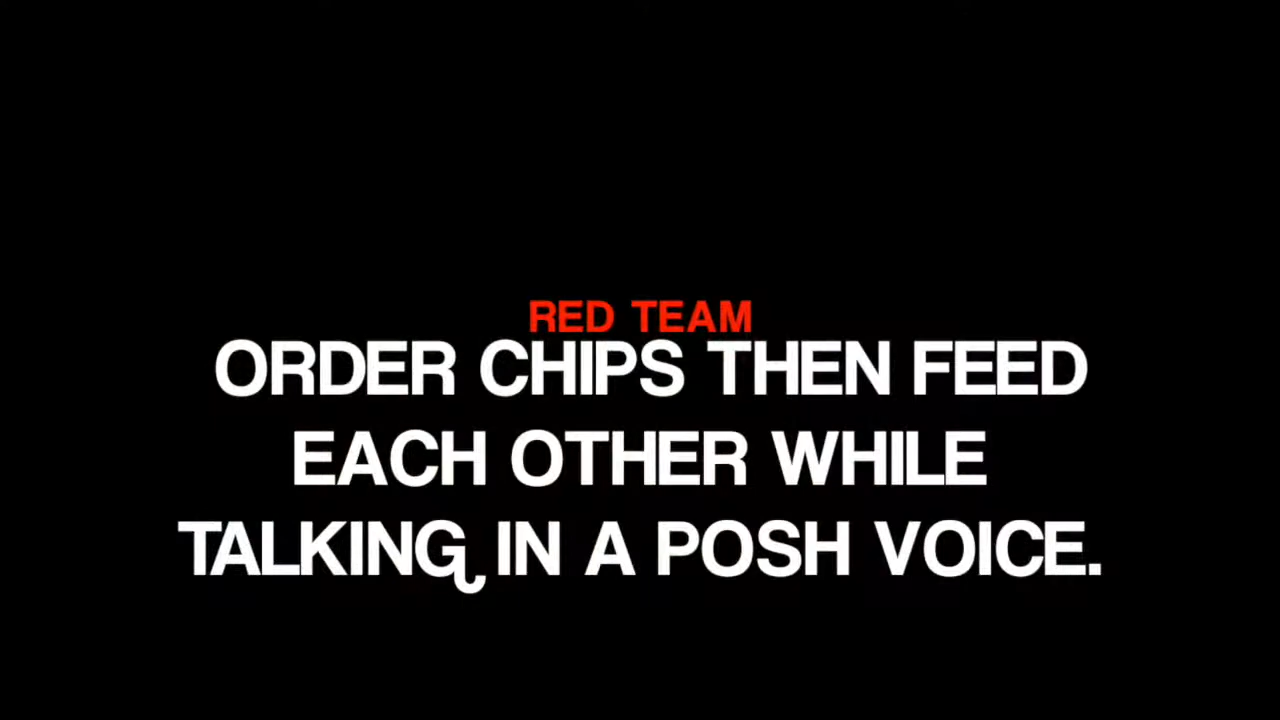 RED TEAM
ORDER CHIPS THEN FEED
EACH OTHER WHILE
TALKING IN A POSH VOICE.